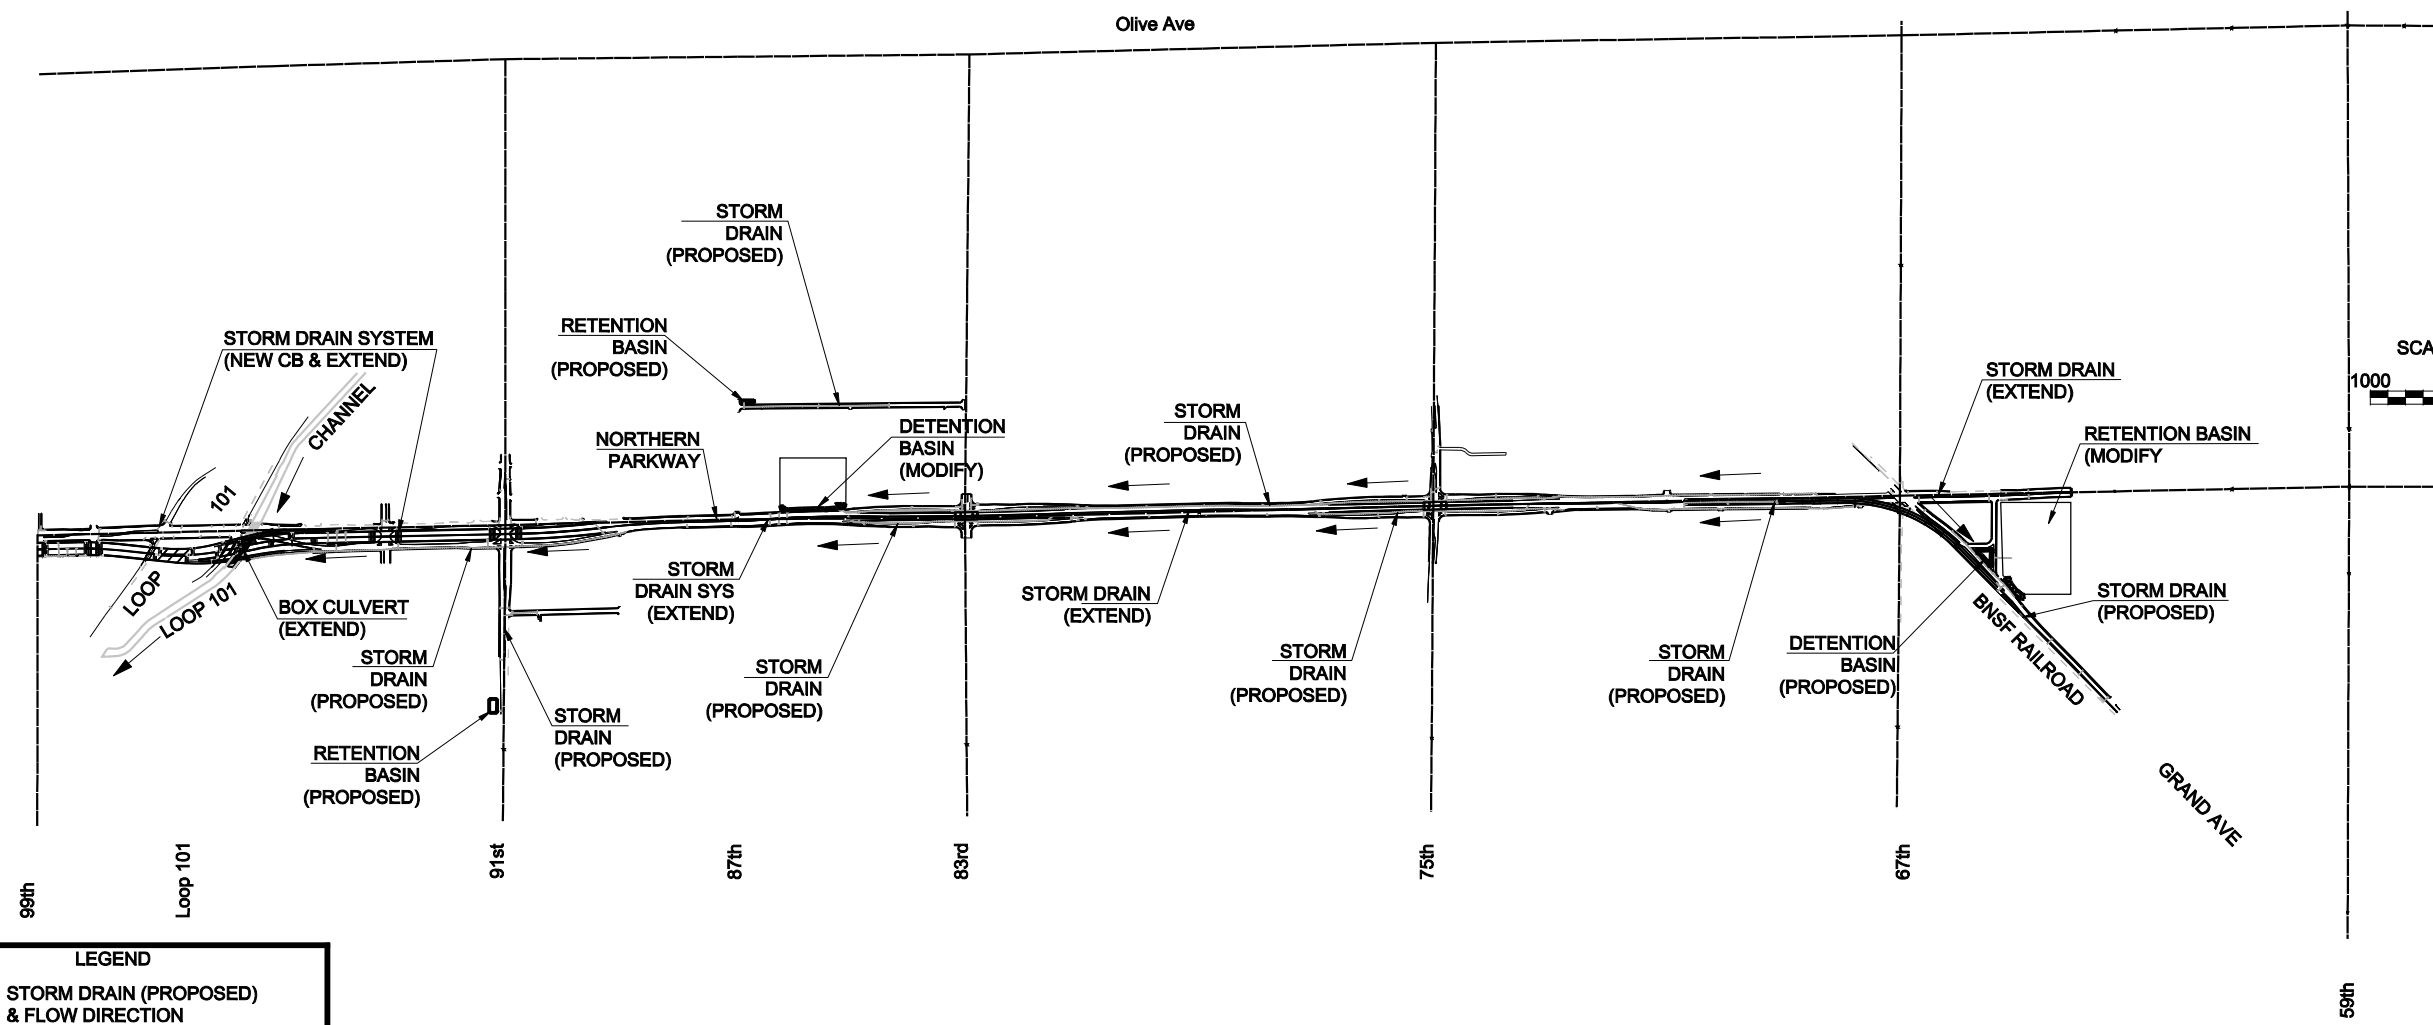 Olive Ave
STORM
DRAIN
(PROPOSED)
RETENTION
BASIN
(PROPOSED)
STORM DRAIN SYSTEM
(NEW CB & EXTEND)
CHANNEL
101
LOOP
LOOP 101
NORTHERN
PARKWAY
DETENTION
BASIN
(MODIFY)
STORM
DRAIN
(PROPOSED)
STORM DRAIN
(EXTEND)
RETENTION BASIN
(MODIFY
SCA
1000
BOX CULVERT
(EXTEND)
STORM
DRAIN
(PROPOSED)
RETENTION
BASIN
(PROPOSED)
STORM
DRAIN
(PROPOSED)
STORM
DRAIN SYS
(EXTEND)
STORM
DRAIN
(PROPOSED)
STORM DRAIN
(EXTEND)
STORM
DRAIN
(PROPOSED)
STORM
DRAIN
(PROPOSED)
DETENTION
BASIN
(PROPOSED)
BNSF RAILROAD
STORM DRAIN
(PROPOSED)
GRAND AVE
99th
Loop 101
91st
87th
83rd
75th
67th
59th
LEGEND
STORM DRAIN (PROPOSED)
& FLOW DIRECTION